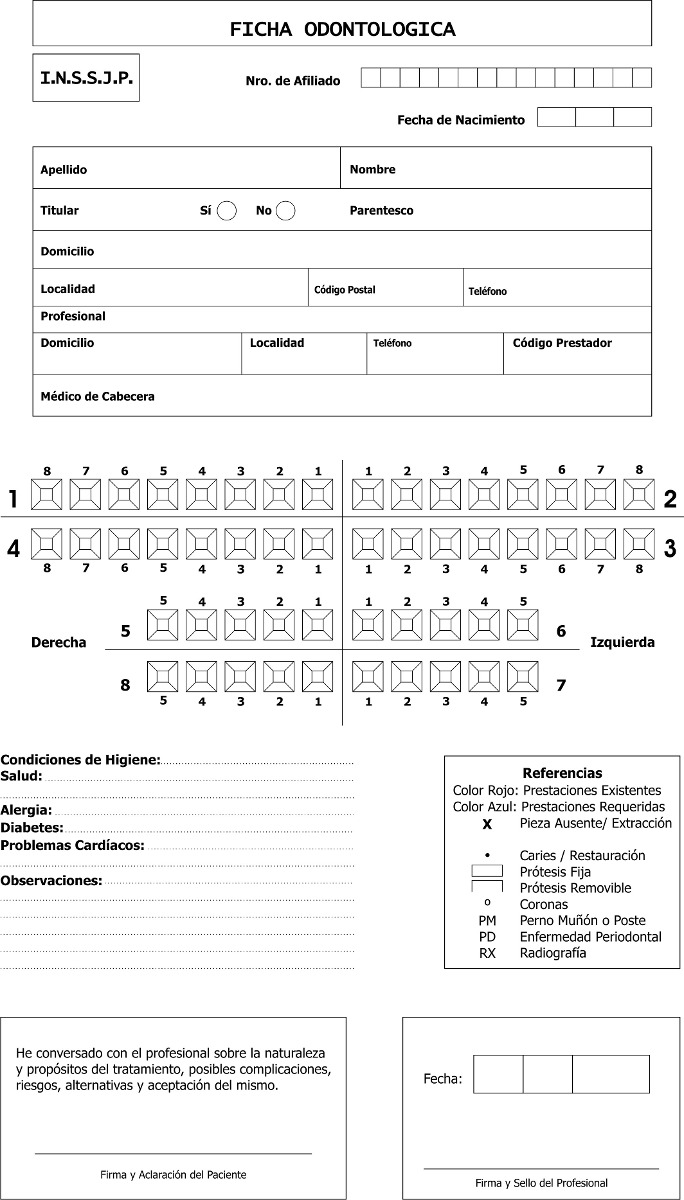 FICHA ODONTOLOGICA
I.N.S.S.J.P.
Nro. de Afiliado
Fecha de Nacimiento
Apellido Nombre
Titular Sí No Parentesco
Domicilio
Localidad Código Postal Teléfono
Profesional
Domicilio Localidad Teléfono Código Prestador
Médico de Cabecera
8 7 6 5 4 3 2 1 1 2 3 4 5 6 7 8
1 2
4 3
8 7 6 5 4 3 2 1 1 2 3 4 5 6 7 8
5 4 3 2 1 1 2 3 4 5
5 6
Derecha Izquierda
8 7
5 4 3 2 1 1 2 3 4 5
Condiciones de Higiene:
Salud:
Alergia:
Diabetes:
Problemas Cardíacos:
Observaciones:
Referencias
Color Rojo: Prestaciones Existentes
Color Azul: Prestaciones Requeridas
X Pieza Ausente/ Extracción
• Caries / Restauración
Prótesis Fija
Prótesis Removible
o Coronas
PM Perno Muñón o Poste
PD Enfermedad Periodontal
RX Radiografía
He conversado con el profesional sobre la naturaleza
y propósitos del tratamiento, posibles complicaciones,
riesgos, alternativas y aceptación del mismo.
Firma y Aclaración del Paciente
Fecha:
Firma y Sello del Profesional